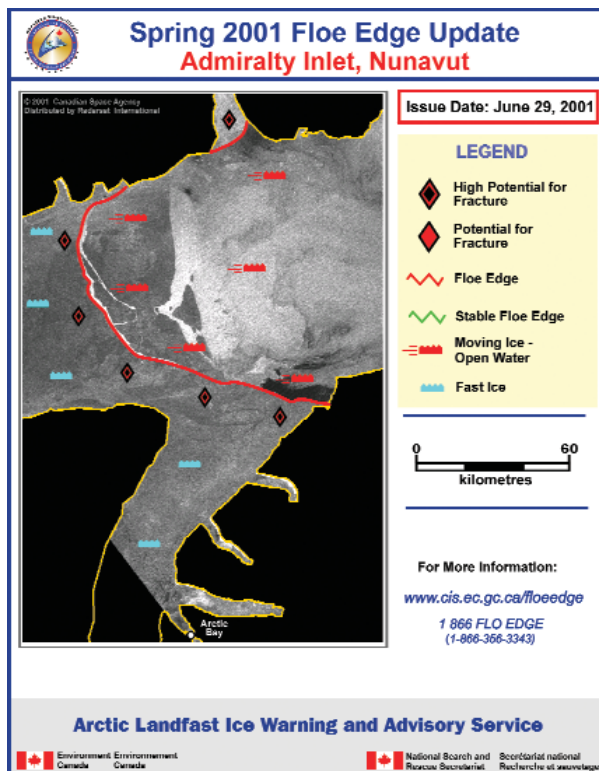 Spring 2001 Floe Edge Update
Admiralty Inlet, Nunavut
© 2001 Canadian Space Agency
Distributed by Radarsat International
Arctic
Bay
Issue Date: June 29, 2001
LEGEND
High Potential for
Fracture
Potential for
Fracture
Floe Edge
Stable Floe Edge
Moving Ice -
Open Water
Fast Ice
0 60
kilometres
For More Information:
www.cis.ec.gc.ca/floeedge
1 866 FLO EDGE
(1-866-356-3343)
Arctic Landfast Ice Warning and Advisory Service
Environment Environnement
Canada Canada
National Search and Secrétariat national
Rescue Secretariat Recherche et sauvetage